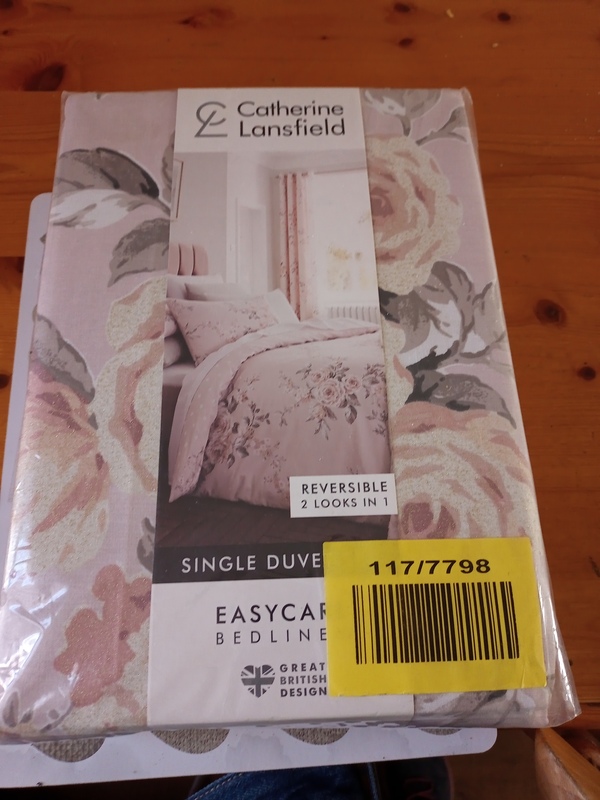 Catherine
Lansfield
REVERSIBLE
2 LOOKS IN 1
SINGLE DUVE
117/7798
EASYCAR
BEDLINE
GREAT
BRITISH
DESIGN